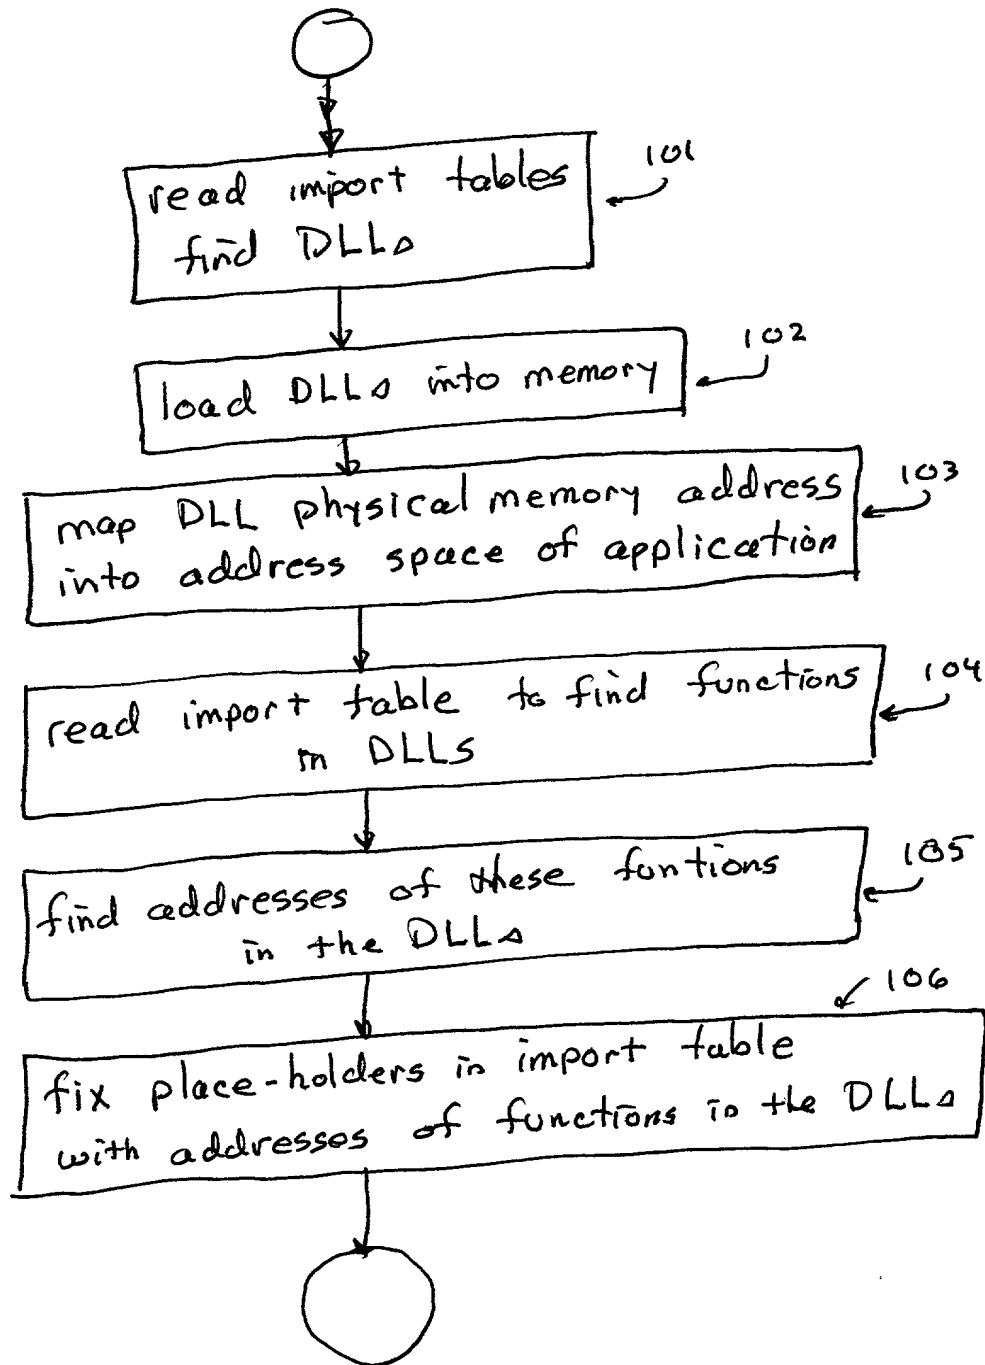 read import tables
find DLLs
101
load DLLs into memory
102
map DLL physical memory address
into address space of application
103
read import table to find functions
in DLLs
104
find addresses of these funtions
in the DLLs
105
106
fix place-holders in import table
with addresses of functions in the DLLs